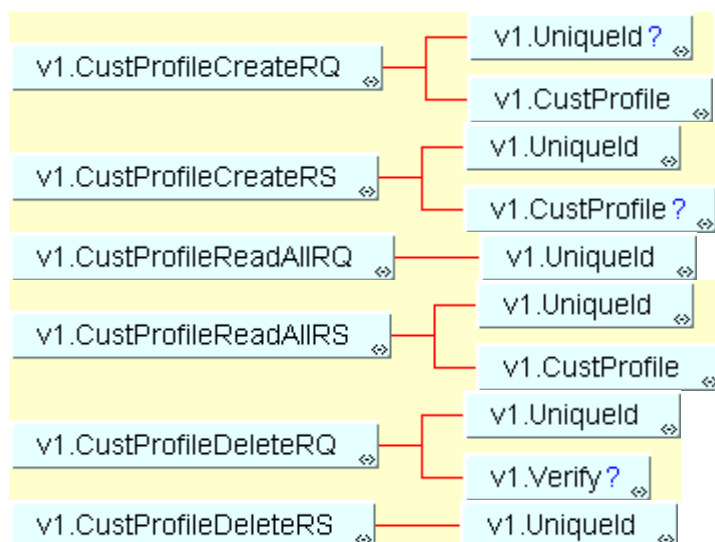 v1.UniqueId?
v1.CustProfileCreateRQ
v1.CustProfile
v1.UniqueId
v1.CustProfileCreateRS
v1.CustProfile?
v1.CustProfileReadAllRQ v1.UniqueId
v1.UniqueId
v1.CustProfileReadAllRS
v1.CustProfile
v1.UniqueId
v1.CustProfileDeleteRQ
v1.Verify?
v1.CustProfileDeleteRS v1.UniqueId